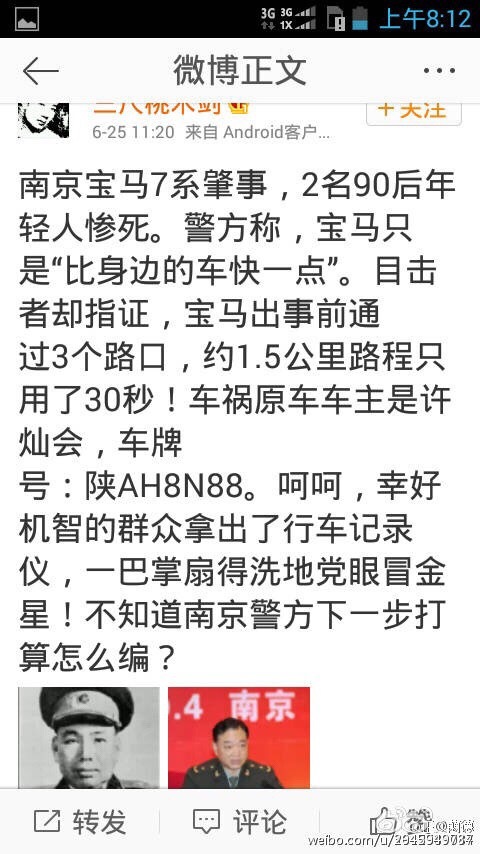 3G 3G 1X 上午8:12
微博正文
三尺桃木剑
6-25 11:20 来自 Android客户...
+关注
南京宝马7系肇事，2名90后年
轻人惨死。警方称，宝马只
是“比身边的车快一点”。目击
者却指证，宝马出事前通
过3个路口，约1.5公里路程只
用了30秒！车祸原车车主是许
灿会，车牌
号：陕AH8N88。呵呵，幸好
机智的群众拿出了行车记录
仪，一巴掌扇得洗地党眼冒金
星！不知道南京警方下一步打
算怎么编？
.4 南京
转发 评论
weibo.com/u/2643949087